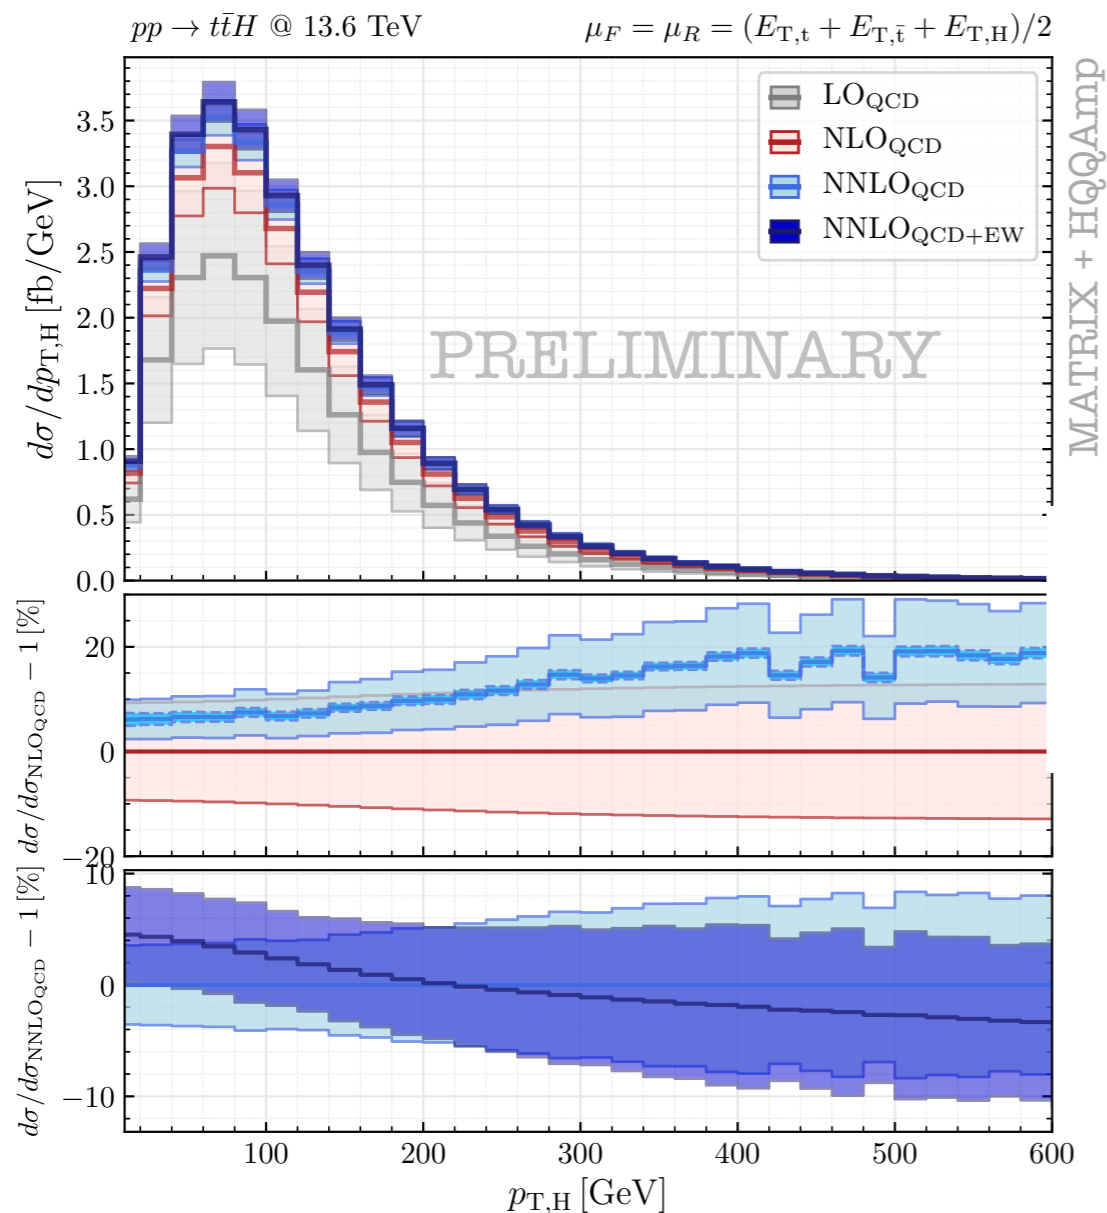 pp → tt̄H @ 13.6 TeV
μ_F = μ_R = (E_T,t + E_T,t̄ + E_T,H)/2
MATRIX + HQQAmp
LO_QCD
NLO_QCD
NNLO_QCD
NNLO_QCD+EW
PRELIMINARY
dσ/dp_T,H [fb/GeV]
3.5
3.0
2.5
2.0
1.5
1.0
0.5
0.0
dσ/dσ_NLO_QCD − 1 [%]
20
0
−20
dσ/dσ_NNLO_QCD − 1 [%]
10
0
−10
100 200 300 400 500 600
p_T,H [GeV]